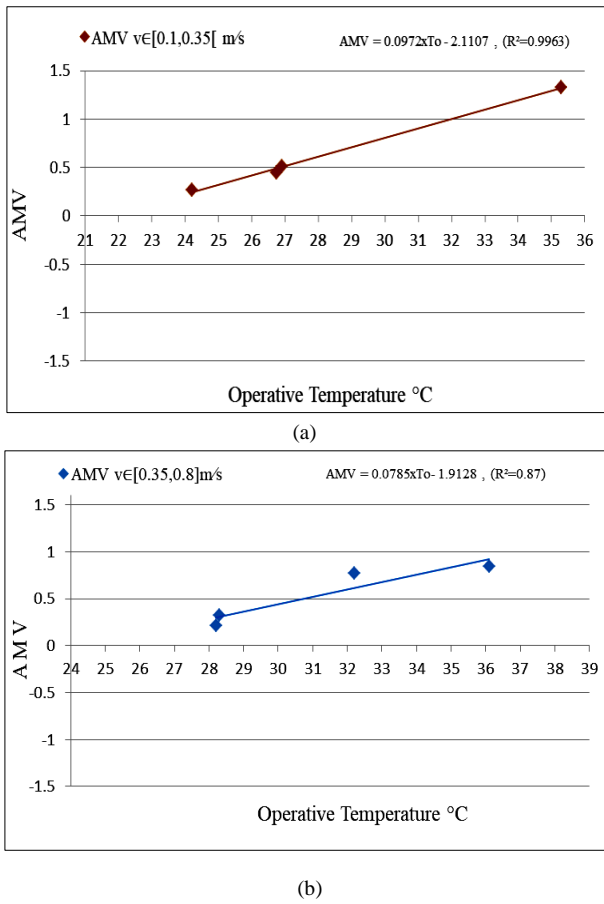 AMV v∈[0.1,0.35[ m/s
AMV = 0.0972xTo - 2.1107 , (R²=0.9963)
1.5
1
0.5
0
-0.5
-1
-1.5
21 22 23 24 25 26 27 28 29 30 31 32 33 34 35 36
AMV
Operative Temperature °C
(a)
AMV v∈[0.35,0.8]m/s
AMV = 0.0785xTo- 1.9128 , (R²=0.87)
1.5
1
0.5
0
-0.5
-1
-1.5
24 25 26 27 28 29 30 31 32 33 34 35 36 37 38 39
A M V
Operative Temperature °C
(b)